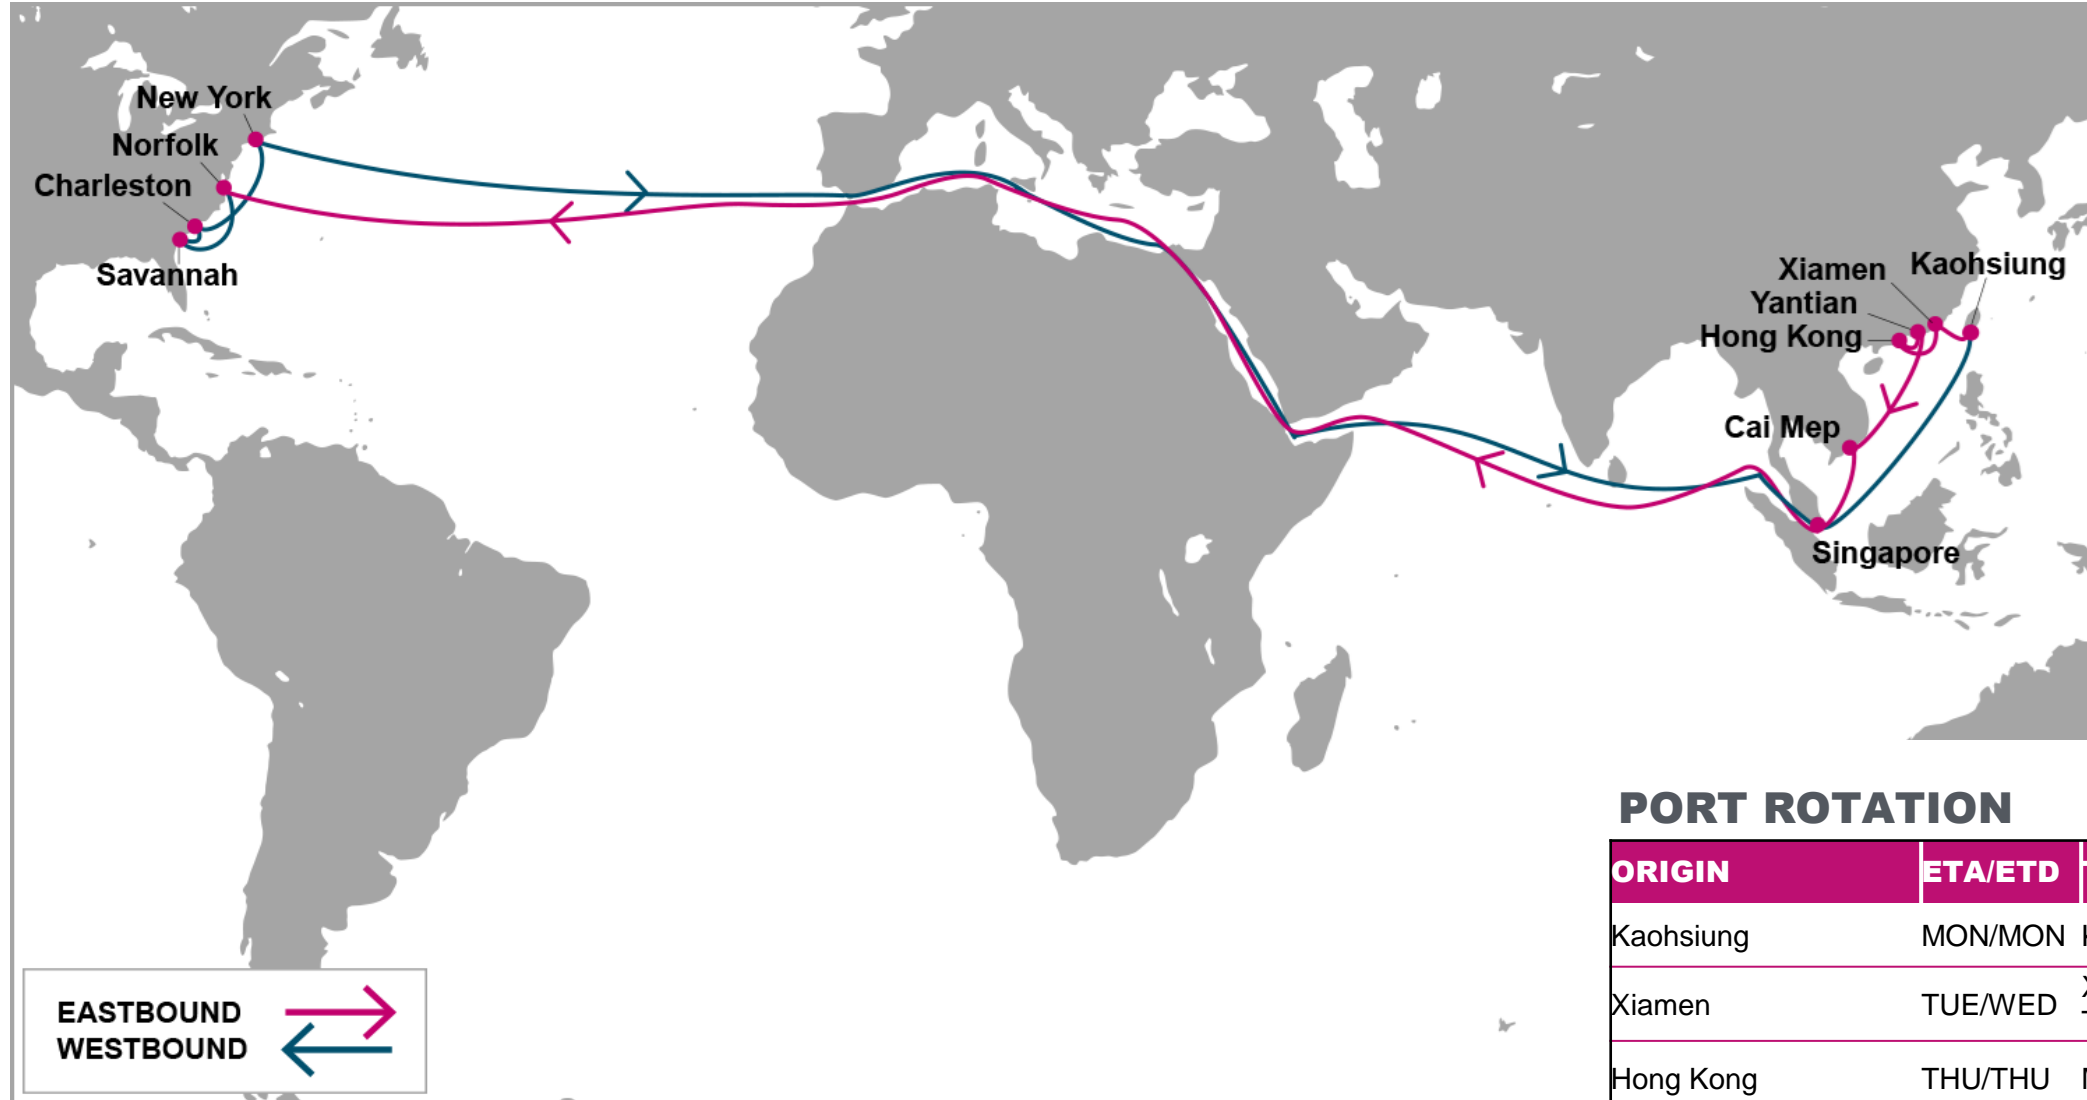 New York
Norfolk
Charleston
Savannah
Xiamen
Kaohsiung
Yantian
Hong Kong
Cai Mep
Singapore
PORT ROTATION
ORIGIN ETA/ETD
Kaohsiung MON/MON
Xiamen TUE/WED
Hong Kong THU/THU
EASTBOUND
WESTBOUND